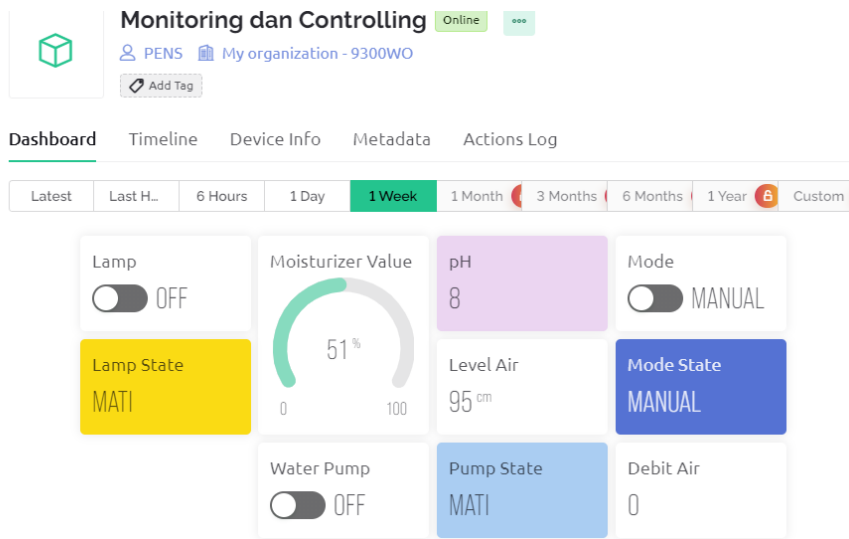 Monitoring dan Controlling Online
PENS My organization - 9300WO
Add Tag
Dashboard Timeline Device Info Metadata Actions Log
Latest Last H... 6 Hours 1 Day 1 Week 1 Month 3 Months 6 Months 1 Year Custom
Lamp
OFF
Moisturizer Value
51 %
0 100
pH
8
Mode
MANUAL
Lamp State
MATI
Level Air
95 cm
Mode State
MANUAL
Water Pump
OFF
Pump State
MATI
Debit Air
0